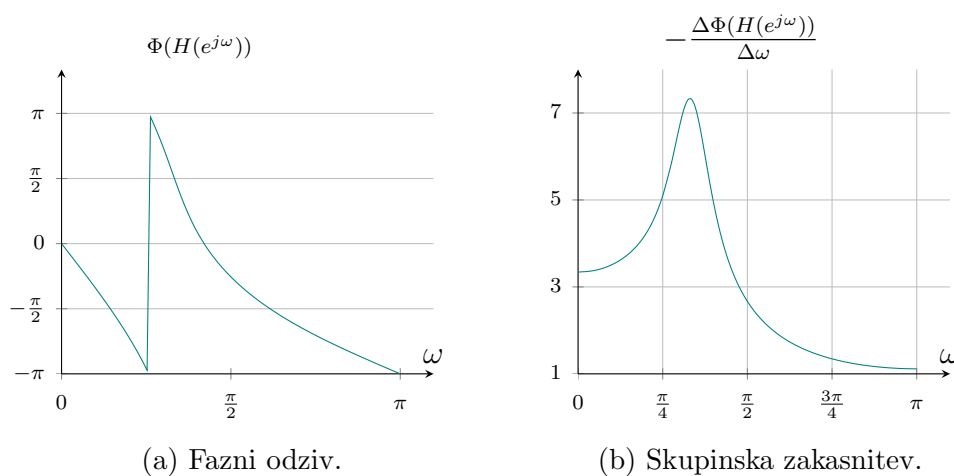 Φ(H(e^{jω}))
π
π/2
0
−π/2
−π
0
π/2
π
ω
(a) Fazni odziv.
−ΔΦ(H(e^{jω}))/Δω
7
5
3
1
0
π/4
π/2
3π/4
π
ω
(b) Skupinska zakasnitev.